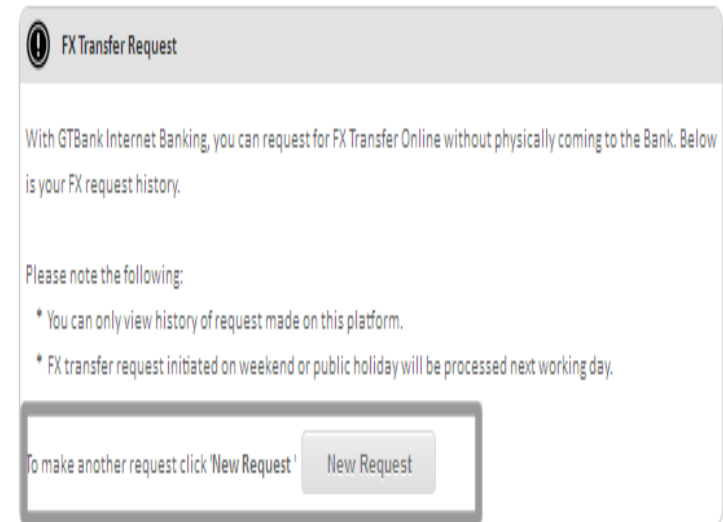 FX Transfer Request
With GTBank Internet Banking, you can request for FX Transfer Online without physically coming to the Bank. Below
is your FX request history.
Please note the following:
* You can only view history of request made on this platform.
* FX transfer request initiated on weekend or public holiday will be processed next working day.
To make another request click 'New Request' New Request